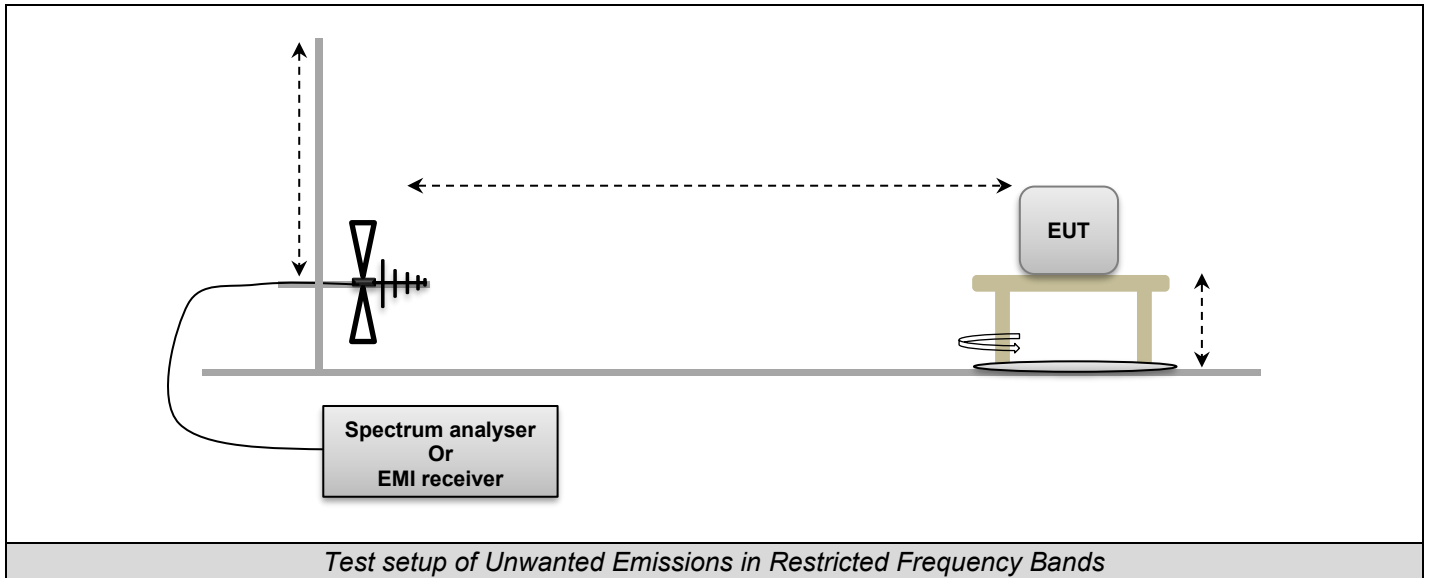 EUT
Spectrum analyser
Or
EMI receiver
Test setup of Unwanted Emissions in Restricted Frequency Bands